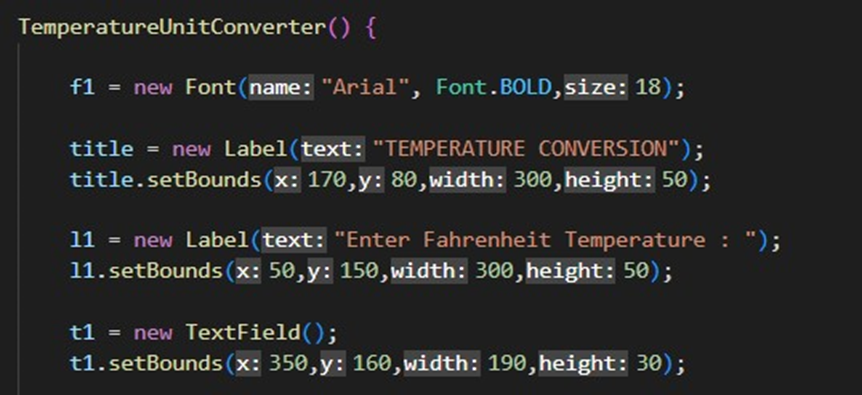 TemperatureUnitConverter() {
f1 = new Font(name: "Arial", Font.BOLD,size: 18);
title = new Label(text: "TEMPERATURE CONVERSION");
title.setBounds(x: 170,y: 80,width: 300,height: 50);
l1 = new Label(text: "Enter Fahrenheit Temperature : ");
l1.setBounds(x: 50,y: 150,width: 300,height: 50);
t1 = new TextField();
t1.setBounds(x: 350,y: 160,width: 190,height: 30);